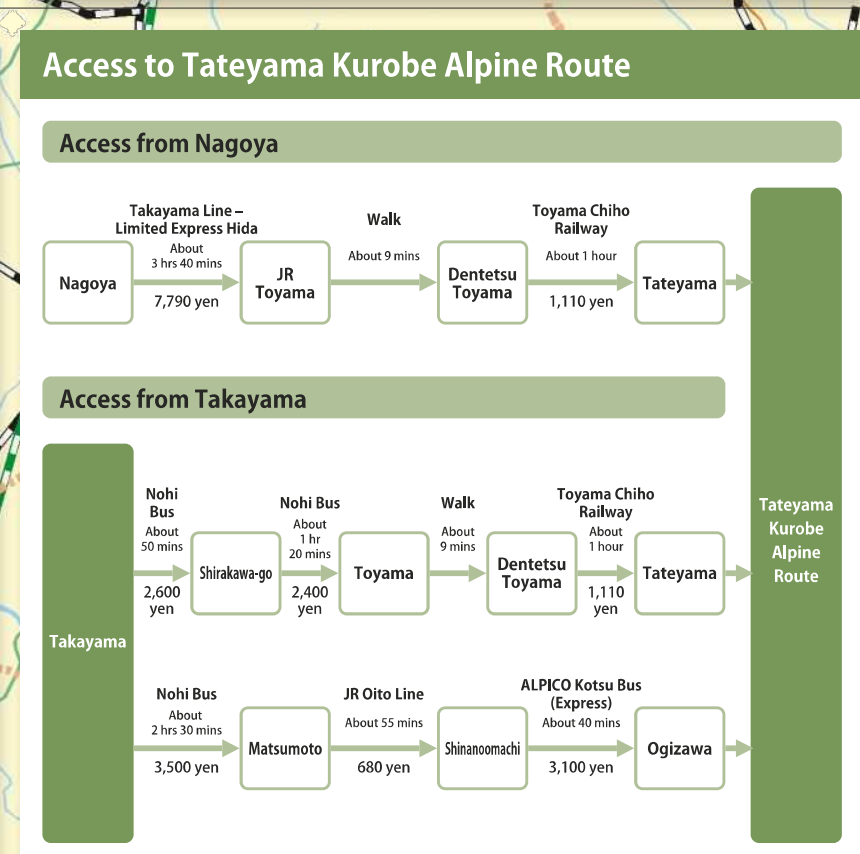 Access to Tateyama Kurobe Alpine Route
Access from Nagoya
Takayama Line –
Limited Express Hida
About
3 hrs 40 mins
7,790 yen
Walk
About 9 mins
Toyama Chiho
Railway
About 1 hour
1,110 yen
Nagoya
JR
Toyama
Dentetsu
Toyama
Tateyama
Access from Takayama
Takayama
Nohi
Bus
About
50 mins
2,600
yen
Shirakawa-go
Nohi Bus
About
1 hr
20 mins
2,400
yen
Toyama
Walk
About
9 mins
Dentetsu
Toyama
Toyama Chiho
Railway
About
1 hour
1,110
yen
Tateyama
Nohi Bus
About
2 hrs 30 mins
3,500 yen
Matsumoto
JR Oito Line
About 55 mins
680 yen
Shinanoomachi
ALPICO Kotsu Bus
(Express)
About 40 mins
3,100 yen
Ogizawa
Tateyama
Kurobe
Alpine
Route